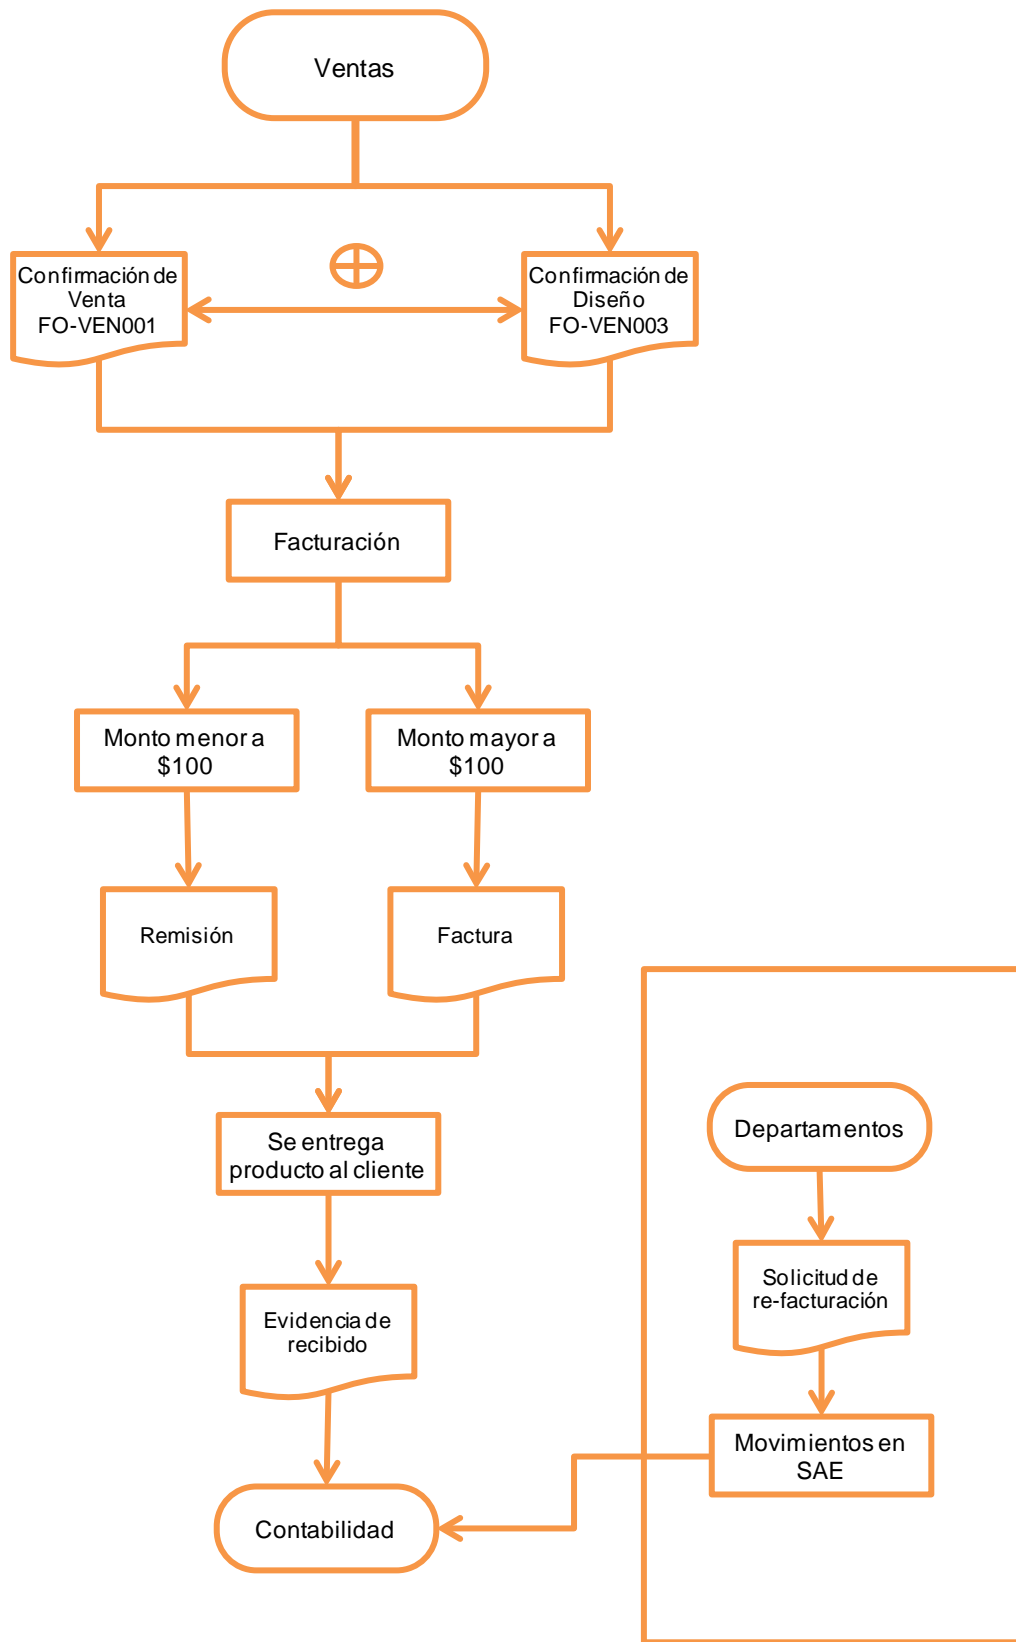 Ventas
Confirmación de
Venta
FO-VEN001
Confirmación de
Diseño
FO-VEN003
Facturación
Monto menor a
$100
Monto mayor a
$100
Remisión
Factura
Se entrega
producto al cliente
Evidencia de
recibido
Contabilidad
Departamentos
Solicitud de
re-facturación
Movimientos en
SAE